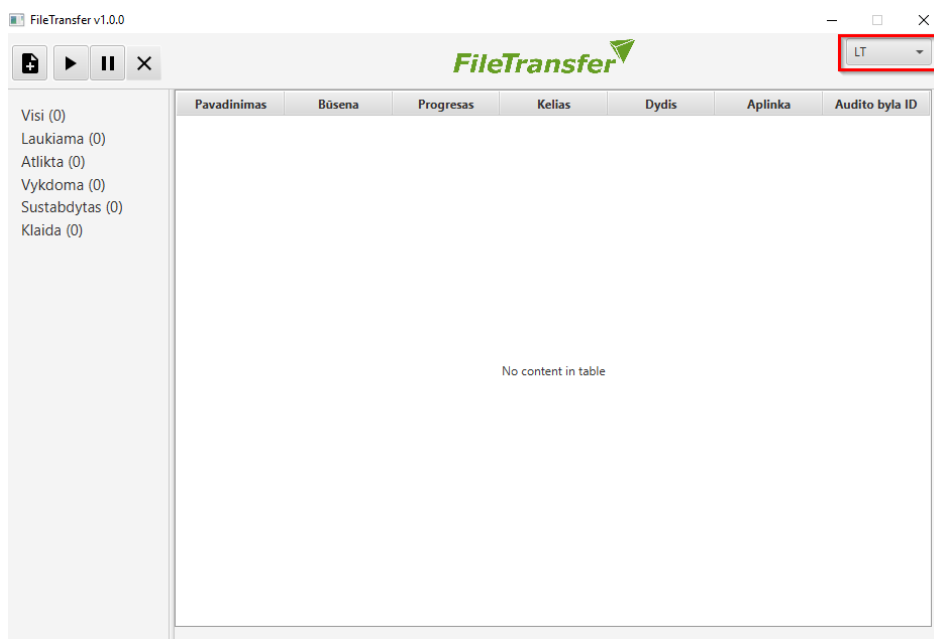 FileTransfer v1.0.0
FileTransfer
LT
Visi (0)
Laukiama (0)
Atlikta (0)
Vykdoma (0)
Sustabdytas (0)
Klaida (0)
Pavadinimas Būsena Progresas Kelias Dydis Aplinka Audito byla ID
No content in table